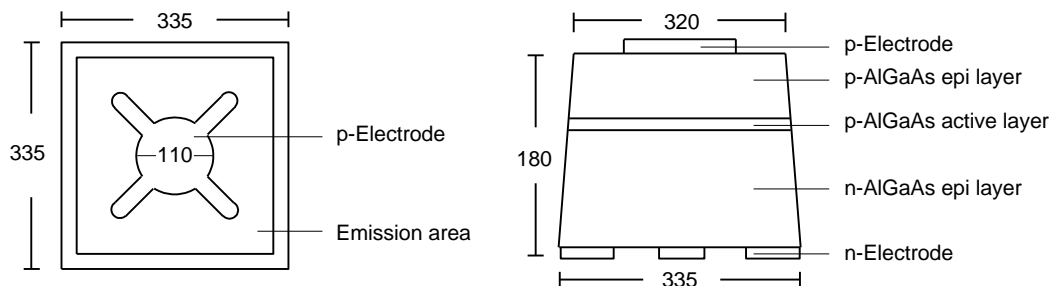 335
335
p-Electrode
110
Emission area
320
p-Electrode
p-AlGaAs epi layer
p-AlGaAs active layer
180
n-AlGaAs epi layer
n-Electrode
335